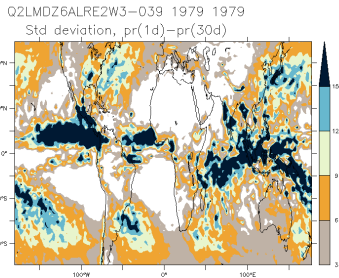 Q2LMDZ6ALRE2W3-039 1979 1979
Std deviation, pr(1d)-pr(30d)
15
12
9
6
3
0°
100°W
0°
100°E